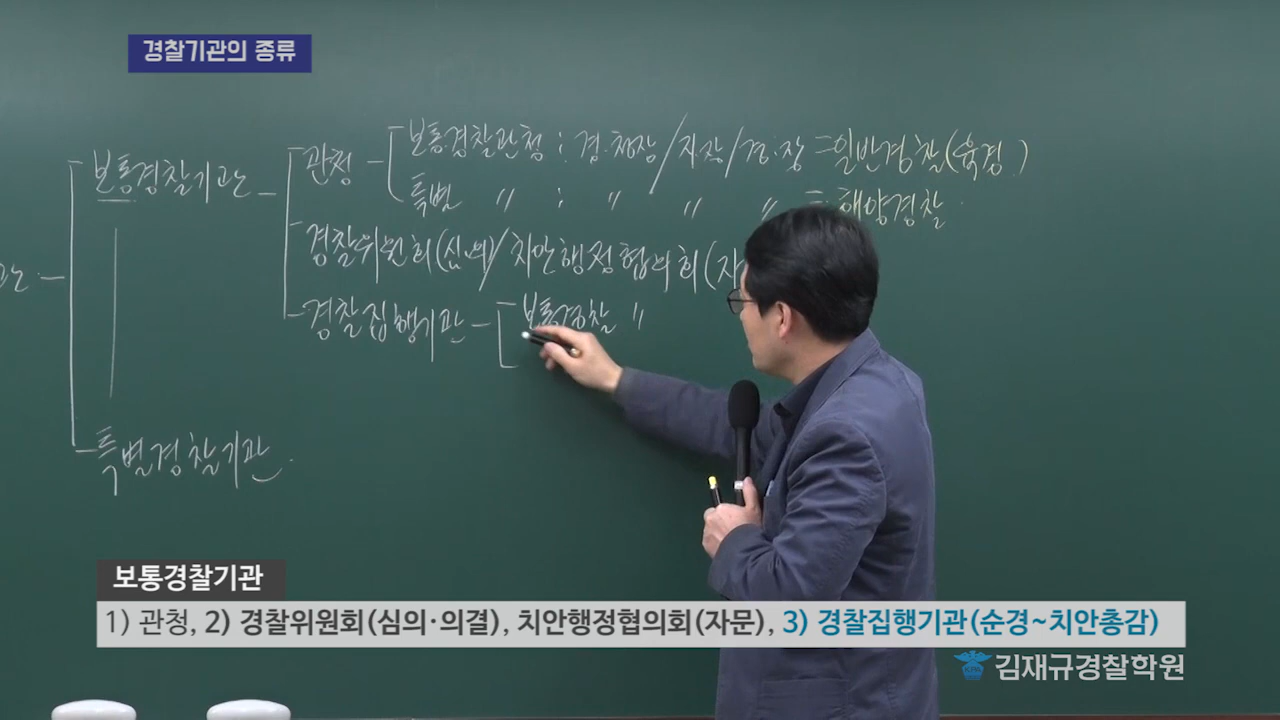 경찰기관의 종류
보통경찰기관
관청
보통경찰관청 : 경.청장/지.장/경.장 = 일반경찰(육경)
특별 〃 : 〃 〃 〃 = 해양경찰
경찰위원회(심.의)/치안행정협의회(자
경찰집행기관
보통경찰 〃
특별경찰기관.
보통경찰기관
1) 관청, 2) 경찰위원회(심의·의결), 치안행정협의회(자문), 3) 경찰집행기관(순경~치안총감)
김재규경찰학원